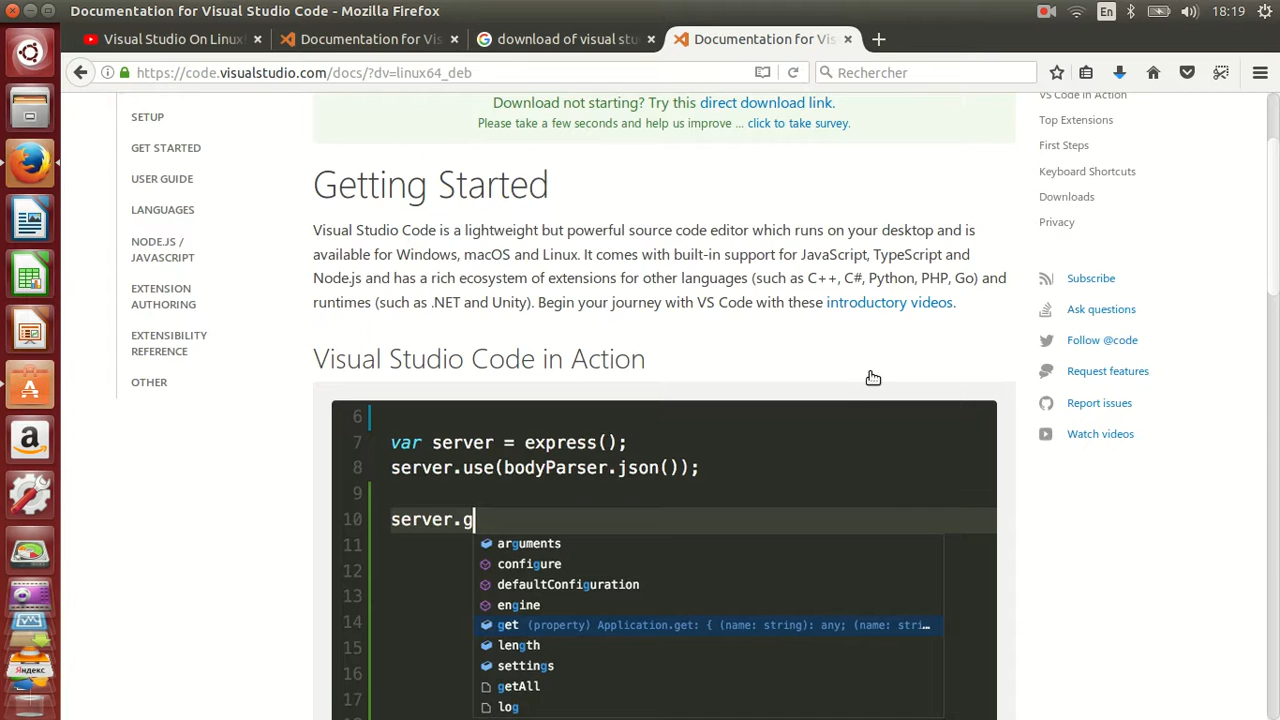 Documentation for Visual Studio Code - Mozilla Firefox
En
18:19
Visual Studio On Linux!
Documentation for Vis
download of visual stu
Documentation for Vis
https://code.visualstudio.com/docs/?dv=linux64_deb
Rechercher
SETUP
GET STARTED
USER GUIDE
LANGUAGES
NODE.JS /
JAVASCRIPT
EXTENSION
AUTHORING
EXTENSIBILITY
REFERENCE
OTHER
Download not starting? Try this direct download link.
Please take a few seconds and help us improve ... click to take survey.
Getting Started
Visual Studio Code is a lightweight but powerful source code editor which runs on your desktop and is
available for Windows, macOS and Linux. It comes with built-in support for JavaScript, TypeScript and
Node.js and has a rich ecosystem of extensions for other languages (such as C++, C#, Python, PHP, Go) and
runtimes (such as .NET and Unity). Begin your journey with VS Code with these introductory videos.
Visual Studio Code in Action
6
7 var server = express();
8 server.use(bodyParser.json());
9
10 server.g
11 arguments
12 configure
defaultConfiguration
13 engine
14 get (property) Application.get: { (name: string): any; (name: stri…
15 length
16 settings
getAll
17 log
VS Code in Action
Top Extensions
First Steps
Keyboard Shortcuts
Downloads
Privacy
Subscribe
Ask questions
Follow @code
Request features
Report issues
Watch videos
Яндекс